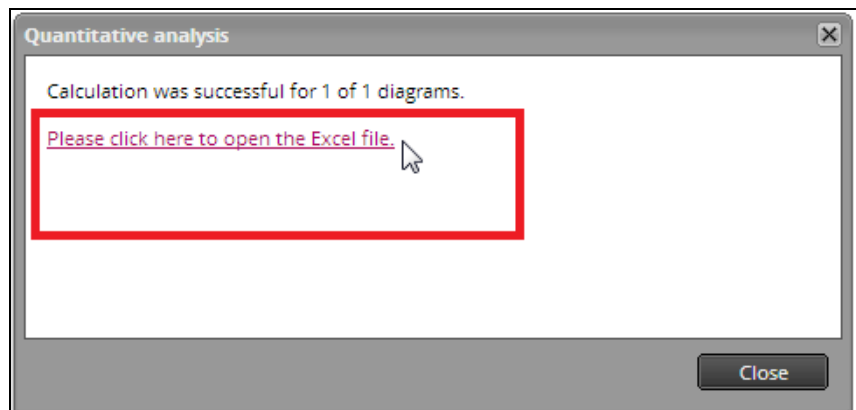 Quantitative analysis
Calculation was successful for 1 of 1 diagrams.
Please click here to open the Excel file.
Close